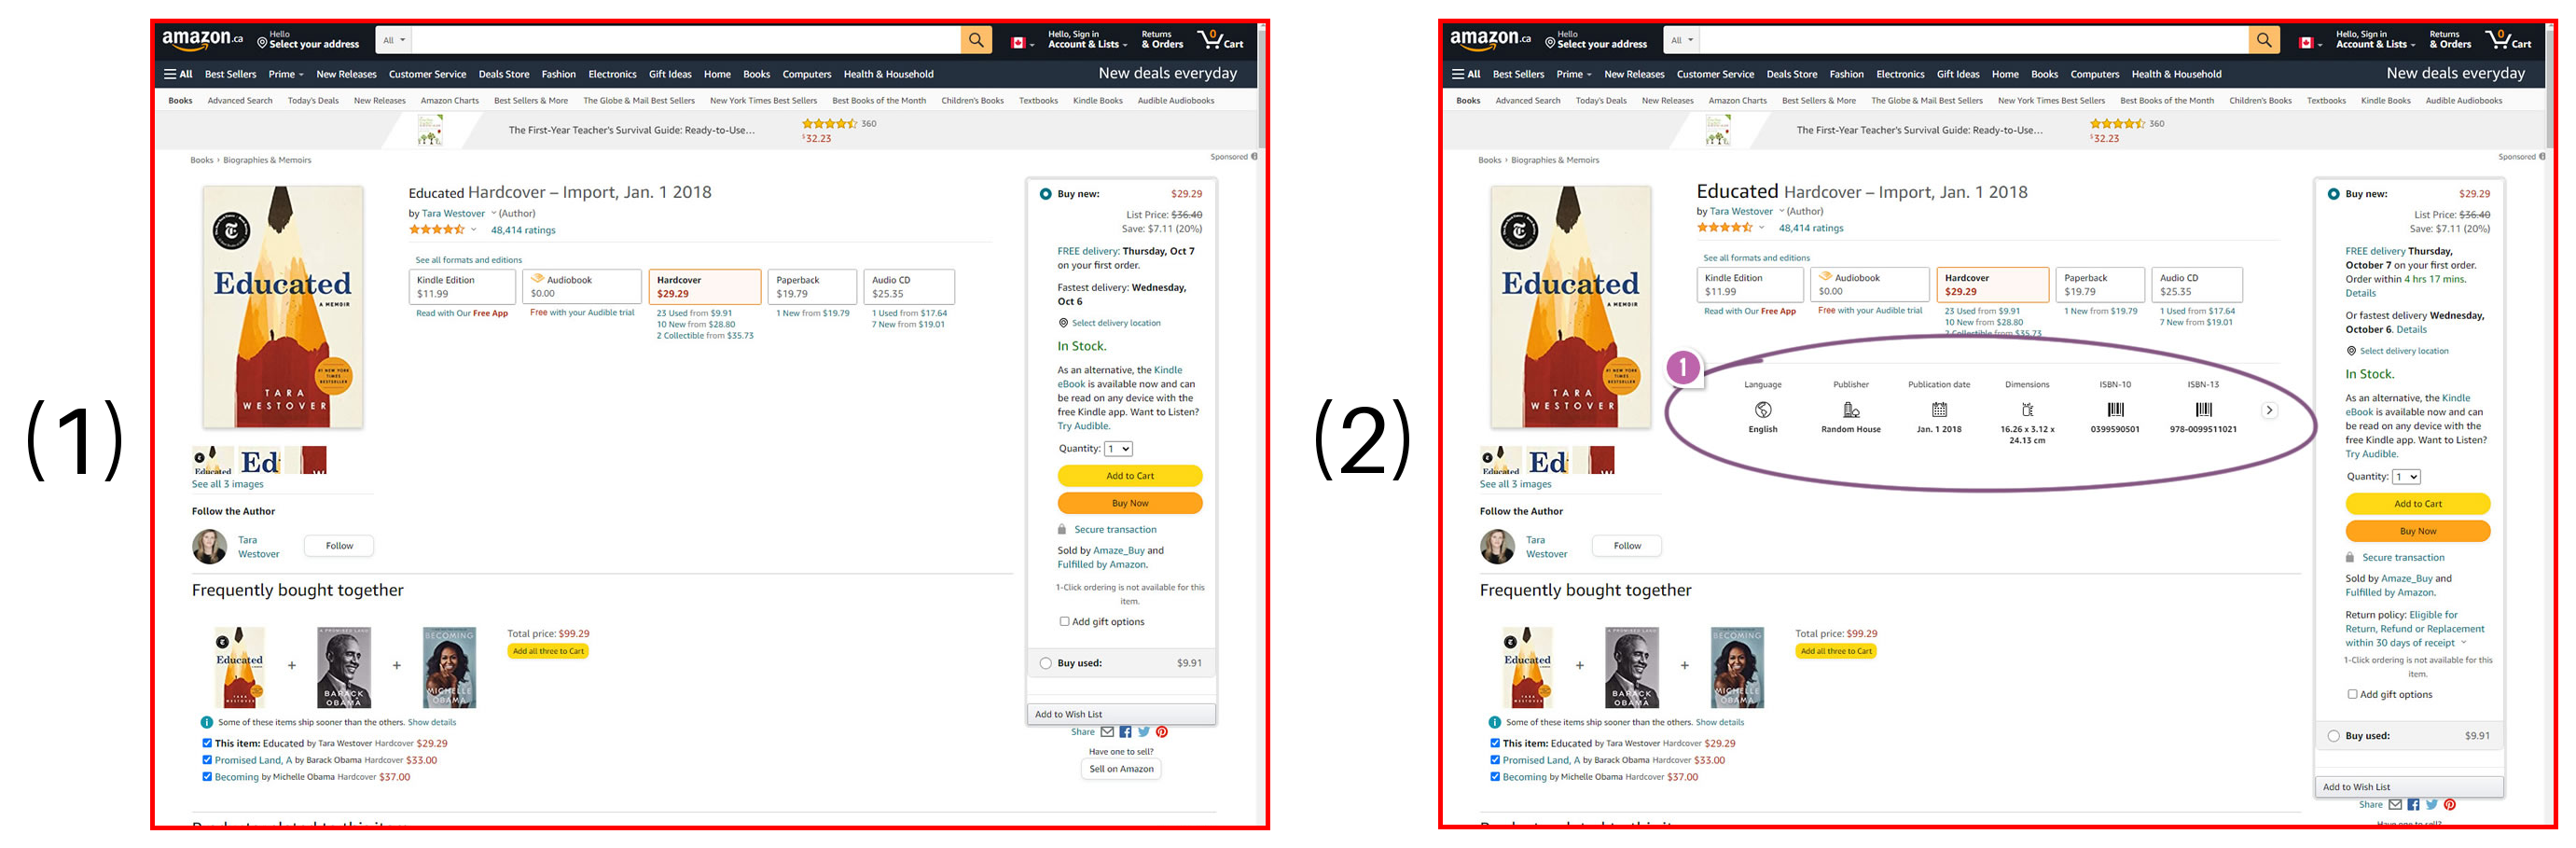 (1)
amazon.ca
Hello
Select your address
All
Hello, Sign in
Account & Lists
Returns
& Orders
0
Cart
All Best Sellers Prime New Releases Customer Service Deals Store Fashion Electronics Gift Ideas Home Books Computers Health & Household
New deals everyday
Books Advanced Search Today's Deals New Releases Amazon Charts Best Sellers & More The Globe & Mail Best Sellers New York Times Best Sellers Best Books of the Month Children's Books Textbooks Kindle Books Audible Audiobooks
The First-Year Teacher's Survival Guide: Ready-to-Use...
360
$32.23
Sponsored
Books › Biographies & Memoirs
Educated
A MEMOIR
#1 NEW YORK
TIMES
BESTSELLER
TARA
WESTOVER
Educated Ed
See all 3 images
Follow the Author
Tara
Westover
Follow
Educated Hardcover – Import, Jan. 1 2018
by Tara Westover (Author)
48,414 ratings
See all formats and editions
Kindle Edition
$11.99
Read with Our Free App
Audiobook
$0.00
Free with your Audible trial
Hardcover
$29.29
23 Used from $9.91
10 New from $28.80
2 Collectible from $35.73
Paperback
$19.79
1 New from $19.79
Audio CD
$25.35
1 Used from $17.64
7 New from $19.01
Buy new: $29.29
List Price: $36.40
Save: $7.11 (20%)
FREE delivery: Thursday, Oct 7
on your first order.
Fastest delivery: Wednesday,
Oct 6
Select delivery location
In Stock.
As an alternative, the Kindle
eBook is available now and can
be read on any device with the
free Kindle app. Want to Listen?
Try Audible.
Quantity: 1
Add to Cart
Buy Now
Secure transaction
Sold by Amaze_Buy and
Fulfilled by Amazon.
1-Click ordering is not available for this
item.
Add gift options
Buy used: $9.91
Add to Wish List
Share
Have one to sell?
Sell on Amazon
Frequently bought together
Educated
+
A PROMISED LAND
BARACK
OBAMA
+
BECOMING
MICHELLE
OBAMA
Total price: $99.29
Add all three to Cart
Some of these items ship sooner than the others. Show details
This item: Educated by Tara Westover Hardcover $29.29
Promised Land, A by Barack Obama Hardcover $33.00
Becoming by Michelle Obama Hardcover $37.00
(2)
amazon.ca
Hello
Select your address
All
Hello, Sign in
Account & Lists
Returns
& Orders
0
Cart
All Best Sellers Prime New Releases Customer Service Deals Store Fashion Electronics Gift Ideas Home Books Computers Health & Household
New deals everyday
Books Advanced Search Today's Deals New Releases Amazon Charts Best Sellers & More The Globe & Mail Best Sellers New York Times Best Sellers Best Books of the Month Children's Books Textbooks Kindle Books Audible Audiobooks
The First-Year Teacher's Survival Guide: Ready-to-Use...
360
$32.23
Sponsored
Books › Biographies & Memoirs
Educated
A MEMOIR
#1 NEW YORK
TIMES
BESTSELLER
TARA
WESTOVER
Educated Ed
See all 3 images
Follow the Author
Tara
Westover
Follow
Educated Hardcover – Import, Jan. 1 2018
by Tara Westover (Author)
48,414 ratings
See all formats and editions
Kindle Edition
$11.99
Read with Our Free App
Audiobook
$0.00
Free with your Audible trial
Hardcover
$29.29
23 Used from $9.91
10 New from $28.80
2 Collectible from $35.73
Paperback
$19.79
1 New from $19.79
Audio CD
$25.35
1 Used from $17.64
7 New from $19.01
1
Language
English
Publisher
Random House
Publication date
Jan. 1 2018
Dimensions
16.26 x 3.12 x
24.13 cm
ISBN-10
0399590501
ISBN-13
978-0099511021
Buy new: $29.29
List Price: $36.40
Save: $7.11 (20%)
FREE delivery Thursday,
October 7 on your first order.
Order within 4 hrs 17 mins.
Details
Or fastest delivery Wednesday,
October 6. Details
Select delivery location
In Stock.
As an alternative, the Kindle
eBook is available now and can
be read on any device with the
free Kindle app. Want to Listen?
Try Audible.
Quantity: 1
Add to Cart
Buy Now
Secure transaction
Sold by Amaze_Buy and
Fulfilled by Amazon.
Return policy: Eligible for
Return, Refund or Replacement
within 30 days of receipt
1-Click ordering is not available for this
item.
Add gift options
Buy used: $9.91
Add to Wish List
Share
Frequently bought together
Educated
+
A PROMISED LAND
BARACK
OBAMA
+
BECOMING
MICHELLE
OBAMA
Total price: $99.29
Add all three to Cart
Some of these items ship sooner than the others. Show details
This item: Educated by Tara Westover Hardcover $29.29
Promised Land, A by Barack Obama Hardcover $33.00
Becoming by Michelle Obama Hardcover $37.00